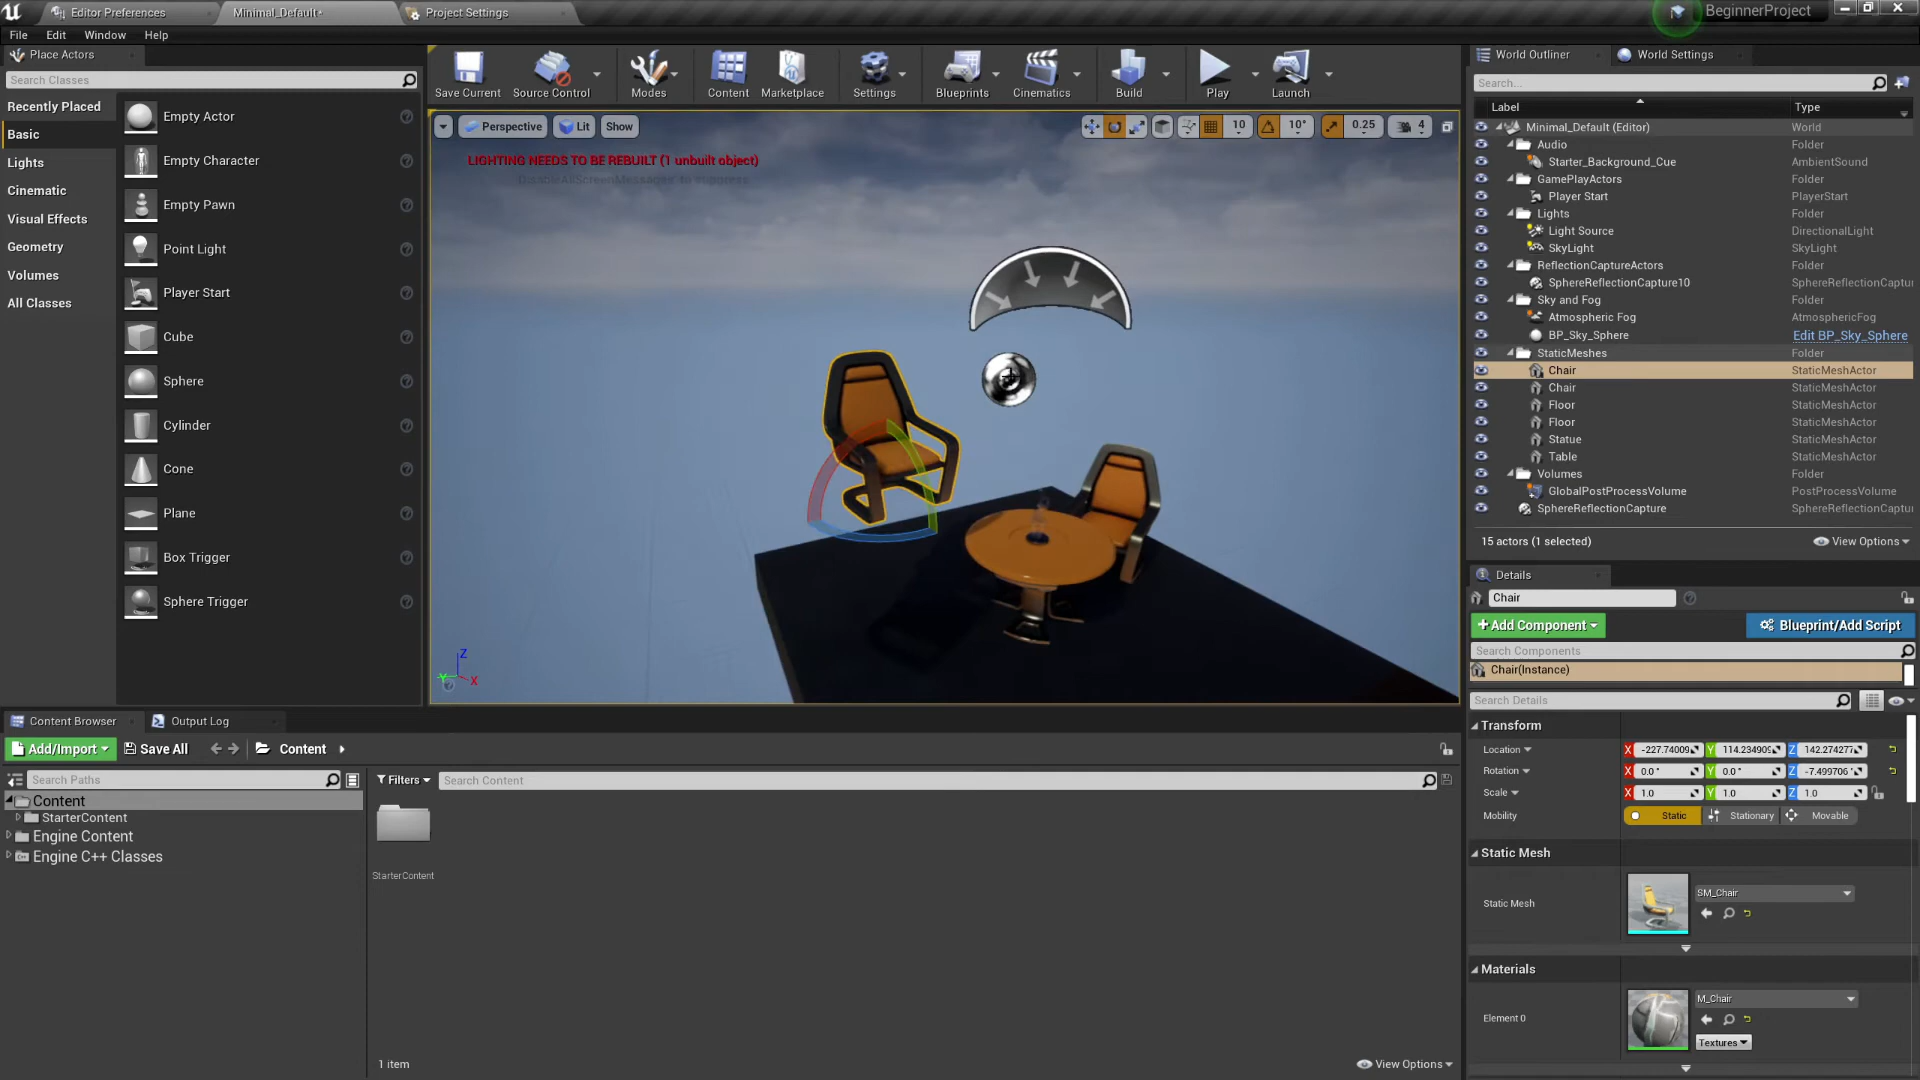 Editor Preferences
Minimal_Default*
Project Settings
BeginnerProject
File Edit Window Help
Place Actors
Search Classes
Recently Placed
Basic
Lights
Cinematic
Visual Effects
Geometry
Volumes
All Classes
Empty Actor
Empty Character
Empty Pawn
Point Light
Player Start
Cube
Sphere
Cylinder
Cone
Plane
Box Trigger
Sphere Trigger
Save Current
Source Control
Modes
Content
Marketplace
Settings
Blueprints
Cinematics
Build
Play
Launch
Perspective
Lit
Show
10
10°
0.25
4
LIGHTING NEEDS TO BE REBUILT (1 unbuilt object)
'DisableAllScreenMessages' to suppress
Z
Y
X
World Outliner
World Settings
Search...
Label Type
Minimal_Default (Editor) World
Audio Folder
Starter_Background_Cue AmbientSound
GamePlayActors Folder
Player Start PlayerStart
Lights Folder
Light Source DirectionalLight
SkyLight SkyLight
ReflectionCaptureActors Folder
SphereReflectionCapture10 SphereReflectionCaptur
Sky and Fog Folder
Atmospheric Fog AtmosphericFog
BP_Sky_Sphere Edit BP_Sky_Sphere
StaticMeshes Folder
Chair StaticMeshActor
Chair StaticMeshActor
Floor StaticMeshActor
Floor StaticMeshActor
Statue StaticMeshActor
Table StaticMeshActor
Volumes Folder
GlobalPostProcessVolume PostProcessVolume
SphereReflectionCapture SphereReflectionCaptur
15 actors (1 selected)
View Options
Details
Chair
+Add Component
Blueprint/Add Script
Search Components
Chair(Instance)
Search Details
Transform
Location X -227.74009 Y 114.234909 Z 142.274277
Rotation X 0.0 ° Y 0.0 ° Z -7.499706 °
Scale X 1.0 Y 1.0 Z 1.0
Mobility Static Stationary Movable
Static Mesh
Static Mesh
SM_Chair
Materials
Element 0
M_Chair
Textures
Content Browser
Output Log
Add/Import
Save All
Content
Search Paths
Filters
Search Content
Content
StarterContent
Engine Content
Engine C++ Classes
StarterContent
1 item
View Options